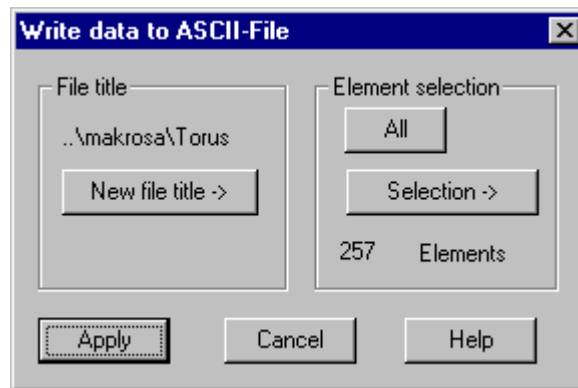 Write data to ASCII-File
File title
..\makrosa\Torus
New file title ->
Element selection
All
Selection ->
257 Elements
Apply
Cancel
Help